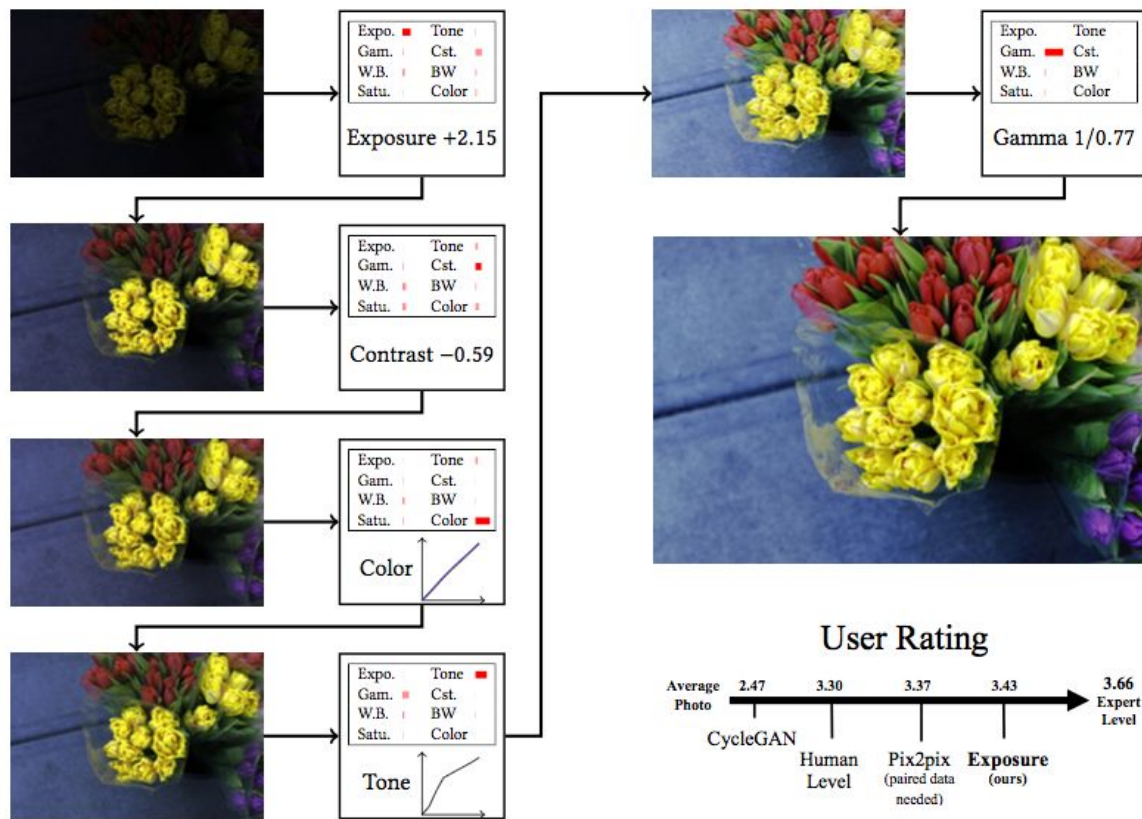 Expo. Tone
Gam. Cst.
W.B. BW
Satu. Color
Exposure +2.15
Expo. Tone
Gam. Cst.
W.B. BW
Satu. Color
Contrast −0.59
Expo. Tone
Gam. Cst.
W.B. BW
Satu. Color
Color
Expo. Tone
Gam. Cst.
W.B. BW
Satu. Color
Tone
Expo. Tone
Gam. Cst.
W.B. BW
Satu. Color
Gamma 1/0.77
User Rating
Average
Photo
2.47 3.30 3.37 3.43
3.66
Expert
Level
CycleGAN
Human
Level
Pix2pix
(paired data
needed)
Exposure
(ours)